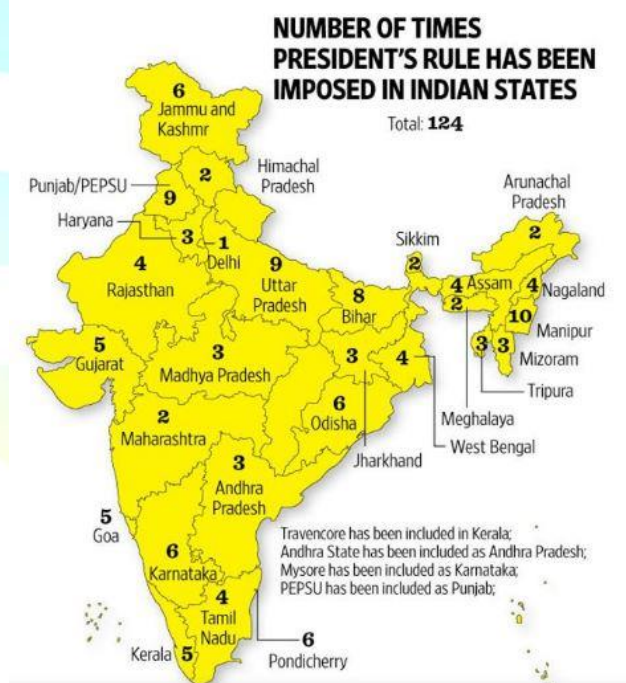 NUMBER OF TIMES
PRESIDENT'S RULE HAS BEEN
IMPOSED IN INDIAN STATES
Total: 124
6
Jammu and
Kashmr
2
Himachal
Pradesh
Punjab/PEPSU
9
Haryana
3
1
Delhi
Arunachal
Pradesh
2
Sikkim
2
4
Rajasthan
9
Uttar
Pradesh
8
Bihar
4 Assam
4
Nagaland
2
Meghalaya
10
Manipur
3
Tripura
3
Mizoram
5
Gujarat
3
Madhya Pradesh
3
Jharkhand
4
West Bengal
6
Odisha
2
Maharashtra
3
Andhra
Pradesh
5
Goa
Travencore has been included in Kerala;
Andhra State has been included as Andhra Pradesh;
Mysore has been included as Karnataka;
PEPSU has been included as Punjab;
6
Karnataka
4
Tamil
Nadu
6
Pondicherry
Kerala 5